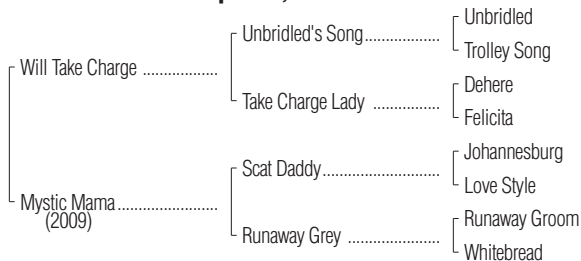 Unbridled
Unbridled's Song
Trolley Song
Will Take Charge
Dehere
Take Charge Lady
Felicita
Johannesburg
Scat Daddy
Love Style
Mystic Mama
(2009)
Runaway Groom
Runaway Grey
Whitebread